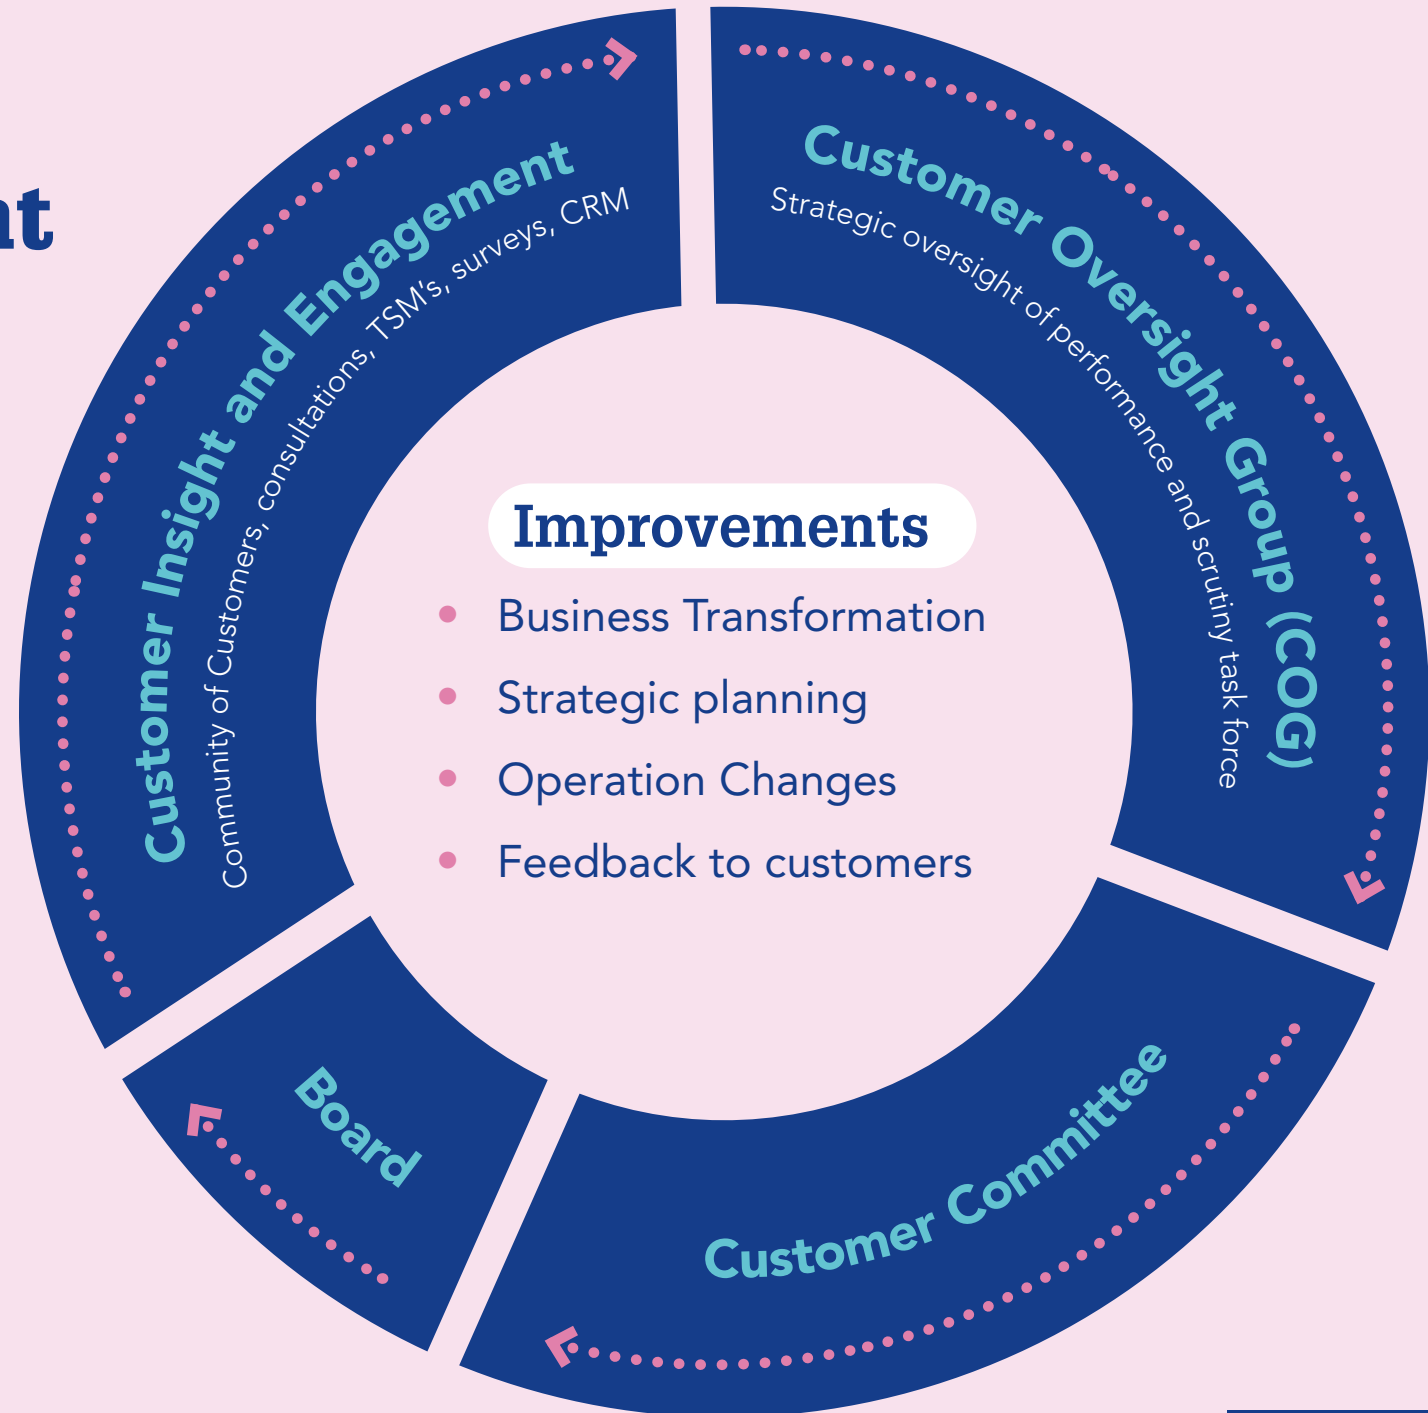 Customer Insight and Engagement
Community of Customers, consultations, TSM's, surveys, CRM
Customer Oversight Group (COG)
Strategic oversight of performance and scrutiny task force
Improvements
• Business Transformation
• Strategic planning
• Operation Changes
• Feedback to customers
Customer Committee
Board